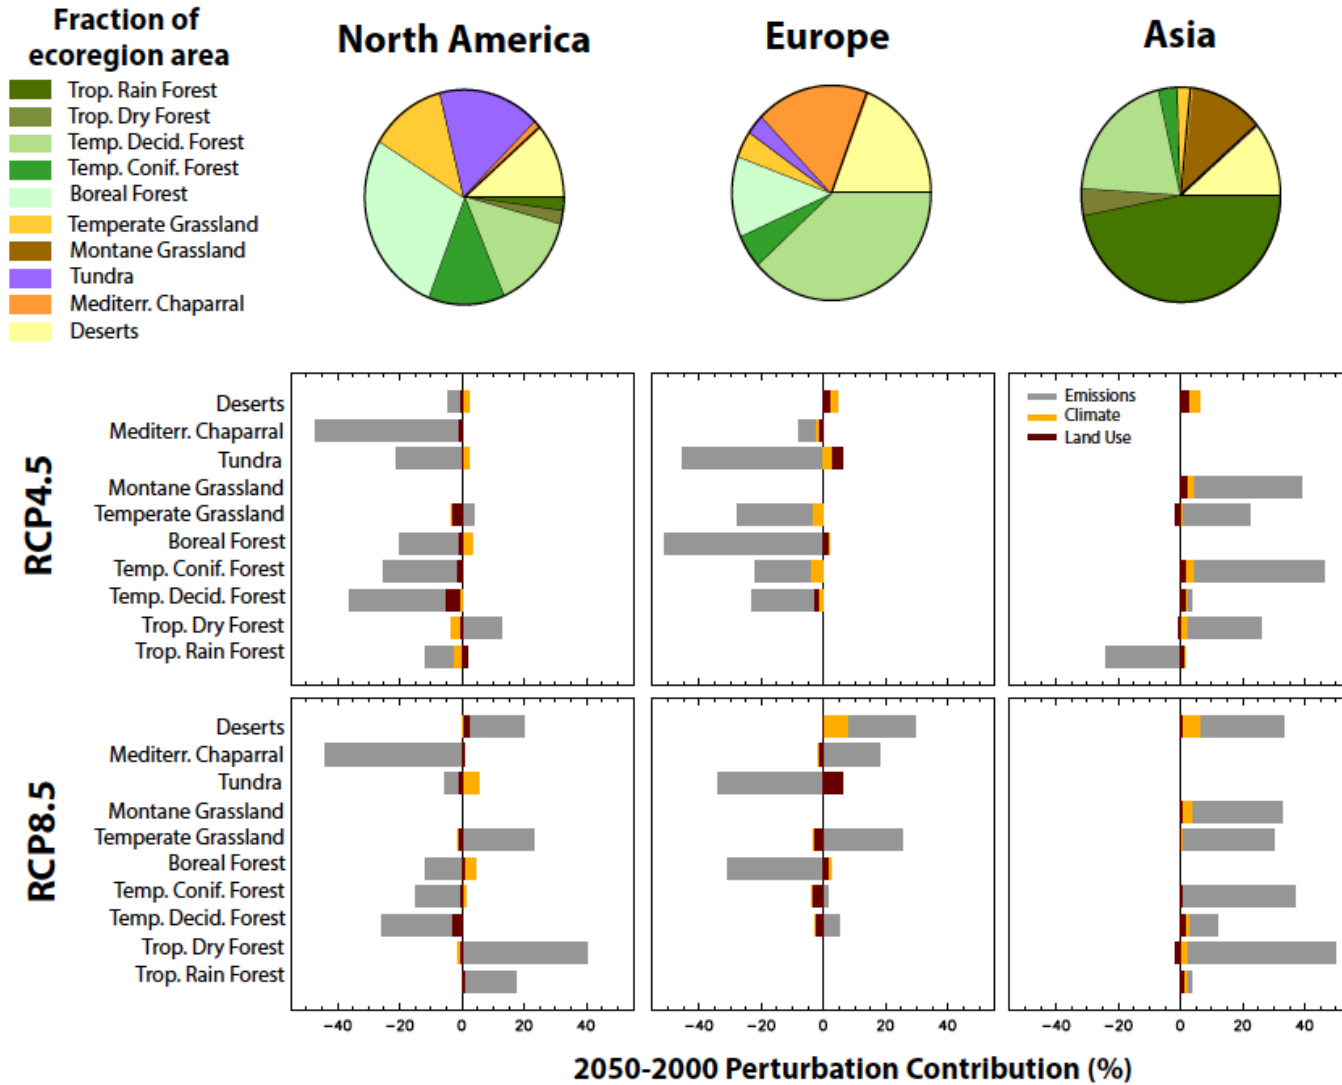 Fraction of
ecoregion area
Trop. Rain Forest
Trop. Dry Forest
Temp. Decid. Forest
Temp. Conif. Forest
Boreal Forest
Temperate Grassland
Montane Grassland
Tundra
Mediterr. Chaparral
Deserts
North America
Europe
Asia
RCP4.5
Deserts
Mediterr. Chaparral
Tundra
Montane Grassland
Temperate Grassland
Boreal Forest
Temp. Conif. Forest
Temp. Decid. Forest
Trop. Dry Forest
Trop. Rain Forest
Emissions
Climate
Land Use
RCP8.5
Deserts
Mediterr. Chaparral
Tundra
Montane Grassland
Temperate Grassland
Boreal Forest
Temp. Conif. Forest
Temp. Decid. Forest
Trop. Dry Forest
Trop. Rain Forest
−40 −20 0 20 40
−40 −20 0 20 40
−40 −20 0 20 40
2050-2000 Perturbation Contribution (%)